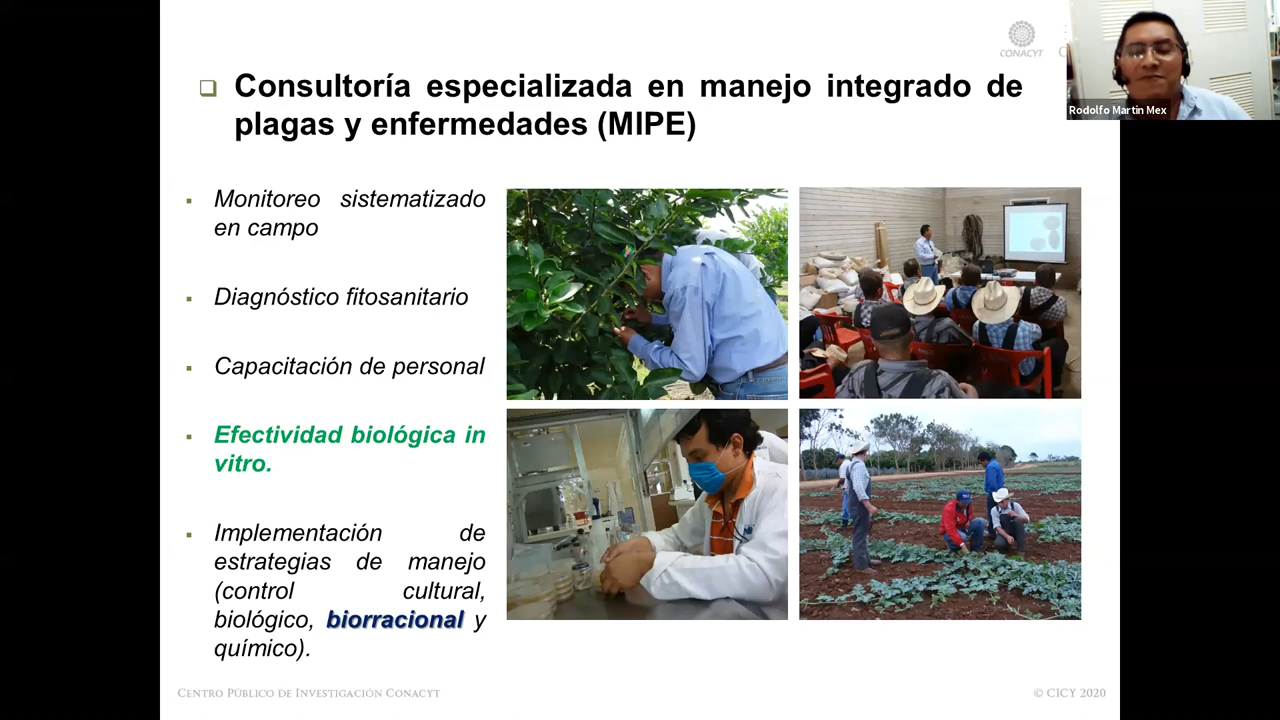 CONACYT
Consultoría especializada en manejo integrado de
plagas y enfermedades (MIPE)
Rodolfo Martin Mex
Monitoreo sistematizado
en campo
Diagnóstico fitosanitario
Capacitación de personal
Efectividad biológica in
vitro.
Implementación de
estrategias de manejo
(control cultural,
biológico, biorracional y
químico).
Centro Público de Investigación Conacyt
© CICY 2020